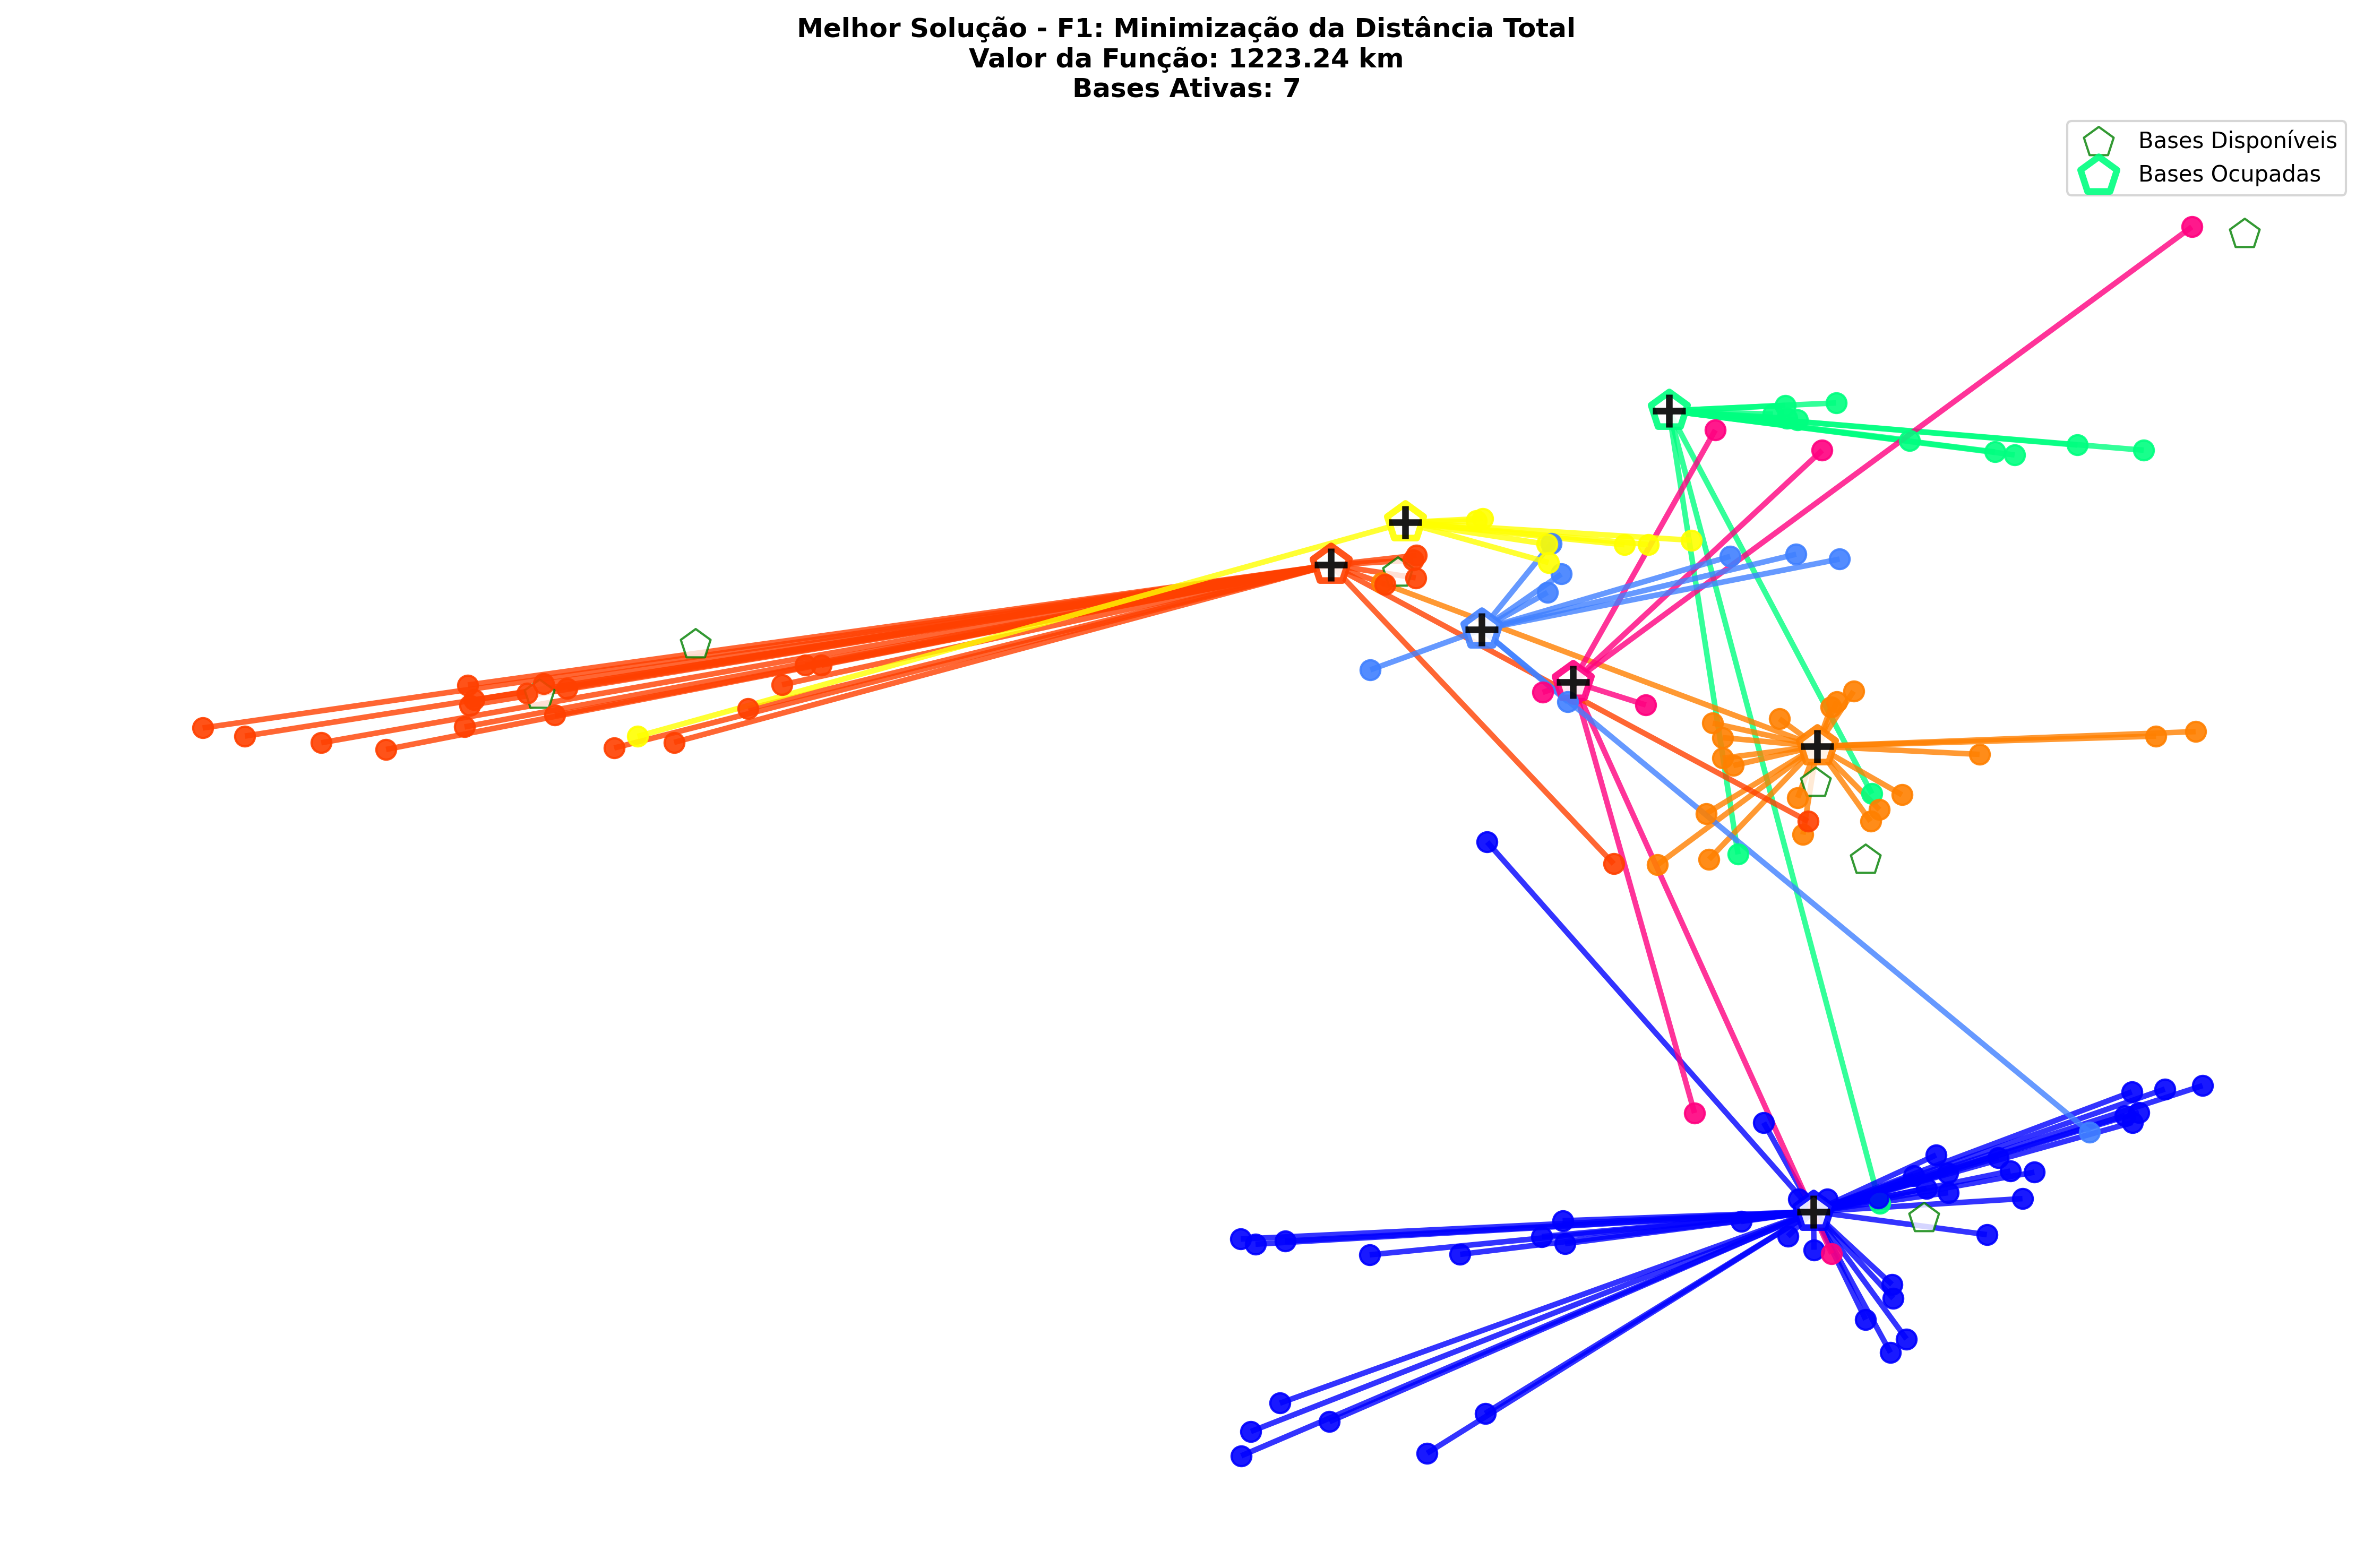 Melhor Solução - F1: Minimização da Distância Total
Valor da Função: 1223.24 km
Bases Ativas: 7
Bases Disponíveis
Bases Ocupadas